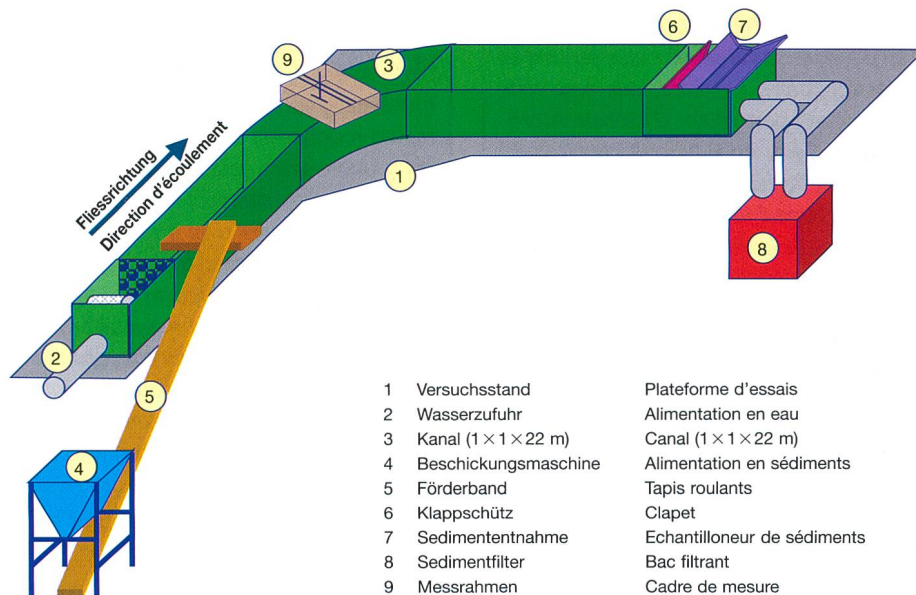 6
7
9
3
Fliessrichtung
Direction d'écoulement
1
8
2
5
4
1 Versuchsstand Plateforme d'essais
2 Wasserzufuhr Alimentation en eau
3 Kanal (1 × 1 × 22 m) Canal (1 × 1 × 22 m)
4 Beschickungsmaschine Alimentation en sédiments
5 Förderband Tapis roulants
6 Klappschütz Clapet
7 Sedimententnahme Echantilloneur de sédiments
8 Sedimentfilter Bac filtrant
9 Messrahmen Cadre de mesure